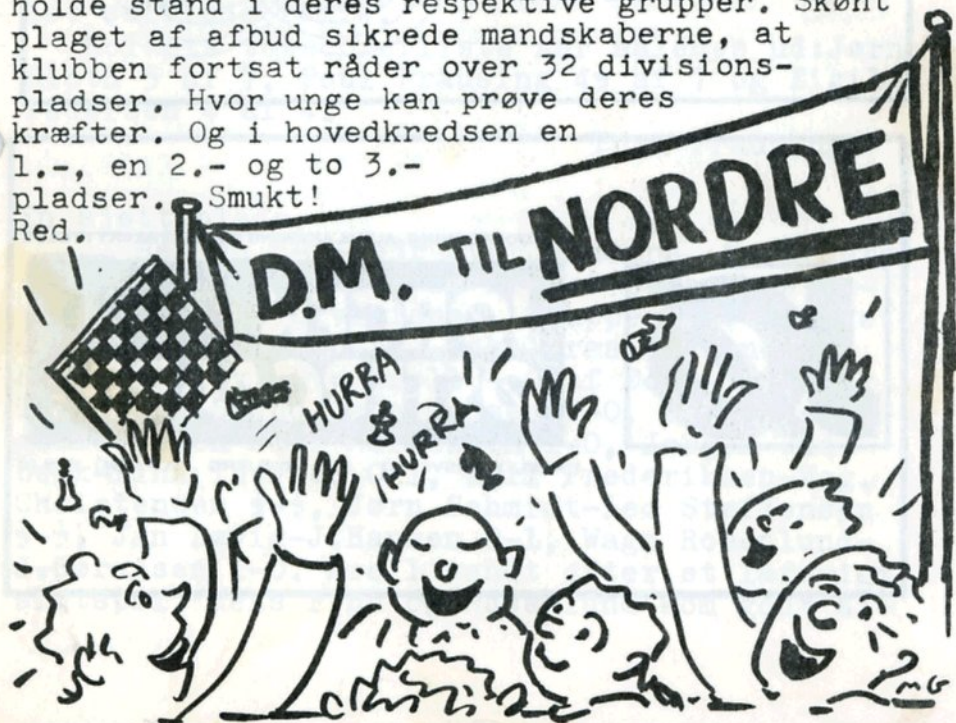 holde stand i deres respektive grupper. Skønt
plaget af afbud sikrede mandskaberne, at
klubben fortsat råder over 32 divisions-
pladser. Hvor unge kan prøve deres
kræfter. Og i hovedkredsen en
1.-, en 2.- og to 3.-
pladser. Smukt!
Red.
D.M. TIL NORDRE
HURRA
HURRA
MG